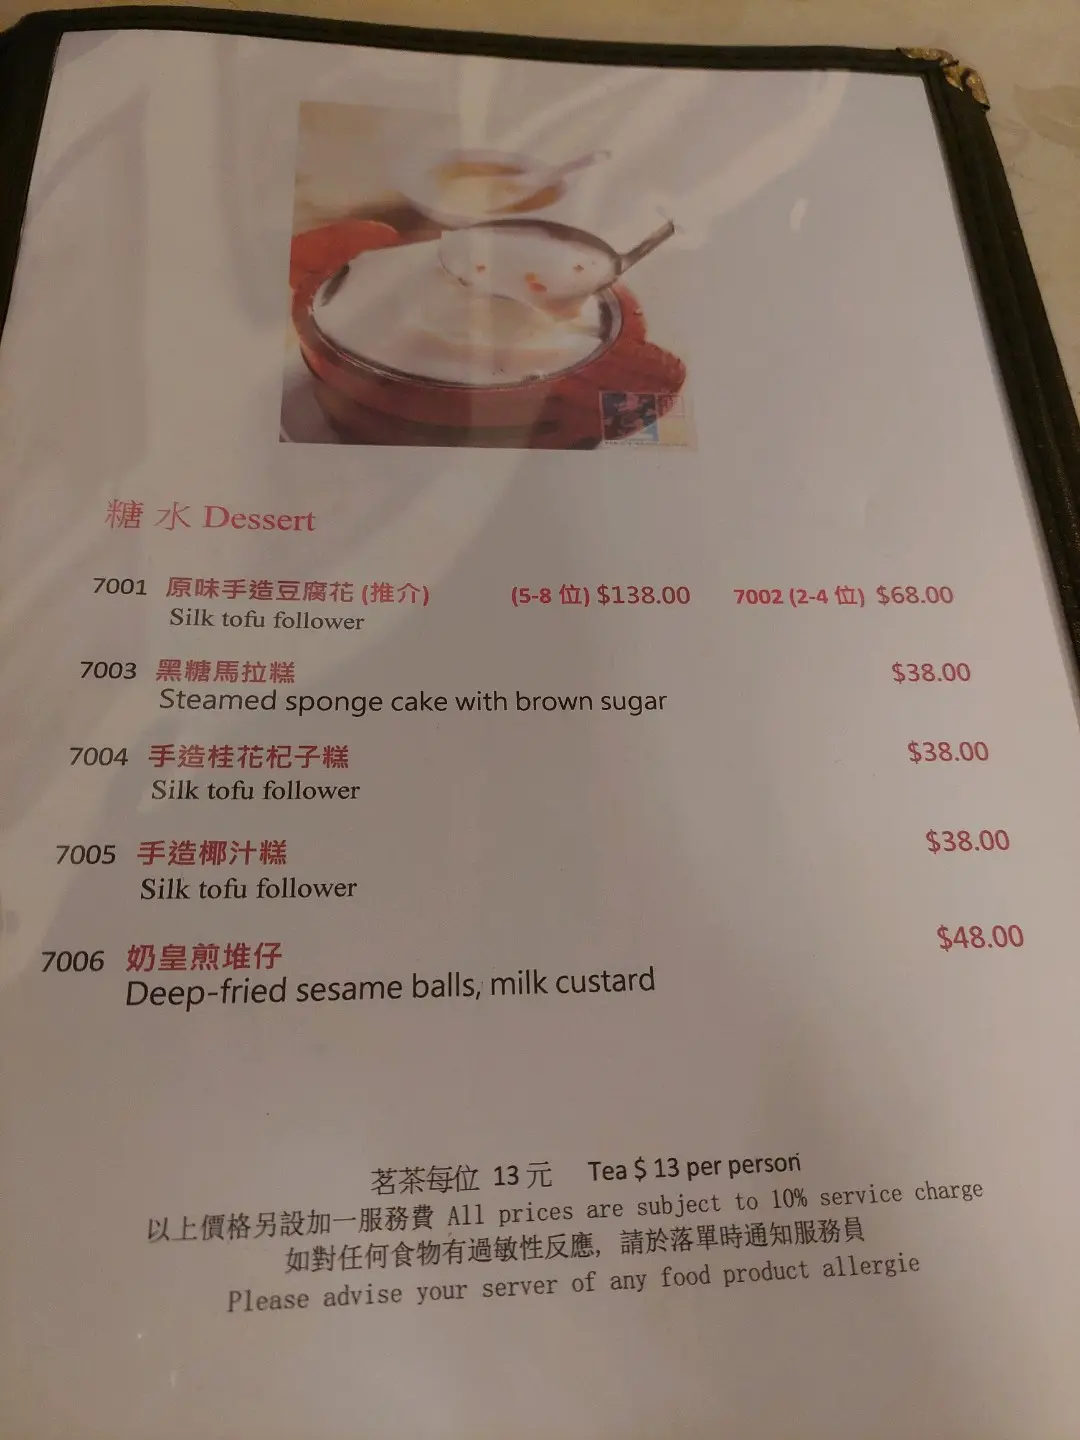 糖 水 Dessert
7001 原味手造豆腐花 (推介) (5-8 位) $138.00 7002 (2-4 位) $68.00
Silk tofu follower
7003 黑糖馬拉糕 $38.00
Steamed sponge cake with brown sugar
7004 手造桂花杞子糕 $38.00
Silk tofu follower
7005 手造椰汁糕 $38.00
Silk tofu follower
7006 奶皇煎堆仔 $48.00
Deep-fried sesame balls, milk custard
茗茶每位 13 元 Tea $ 13 per person
以上價格另設加一服務費 All prices are subject to 10% service charge
如對任何食物有過敏性反應, 請於落單時通知服務員
Please advise your server of any food product allergie